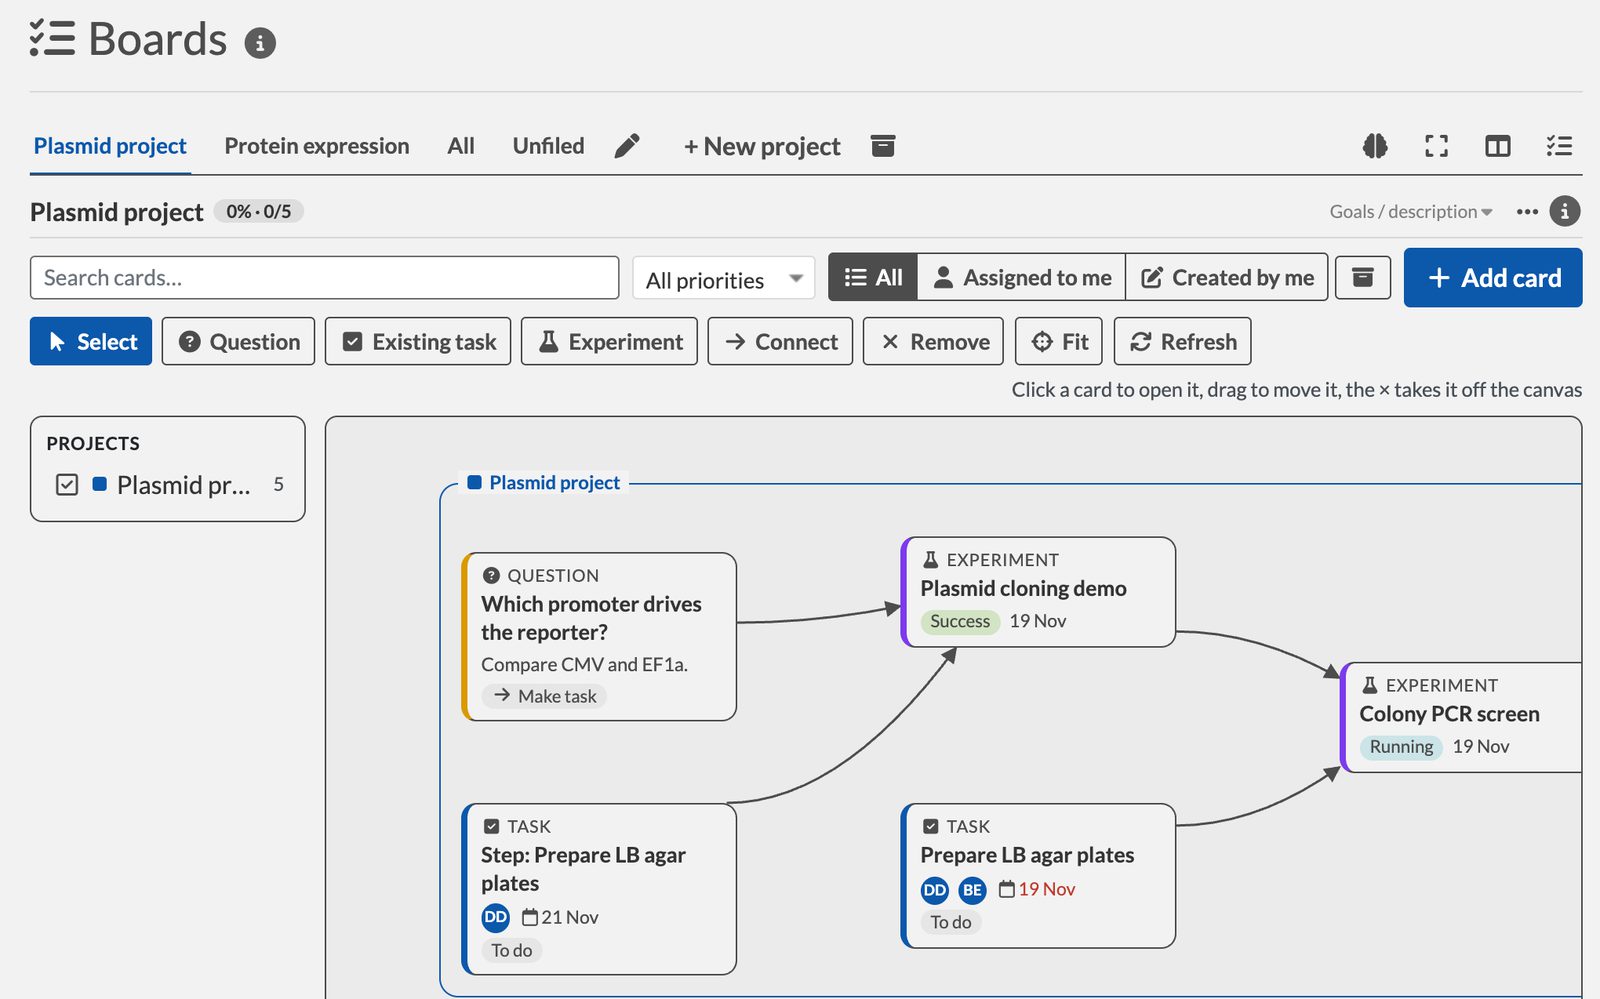 Boards
Plasmid project Protein expression All Unfiled + New project
Plasmid project 0% · 0/5 Goals / description
Search cards... All priorities All Assigned to me Created by me + Add card
Select Question Existing task Experiment Connect Remove Fit Refresh
Click a card to open it, drag to move it, the × takes it off the canvas
PROJECTS
Plasmid pr... 5
Plasmid project
QUESTION
Which promoter drives
the reporter?
Compare CMV and EF1a.
→ Make task
EXPERIMENT
Plasmid cloning demo
Success 19 Nov
EXPERIMENT
Colony PCR screen
Running 19 Nov
TASK
Step: Prepare LB agar
plates
DD 21 Nov
To do
TASK
Prepare LB agar plates
DD BE 19 Nov
To do